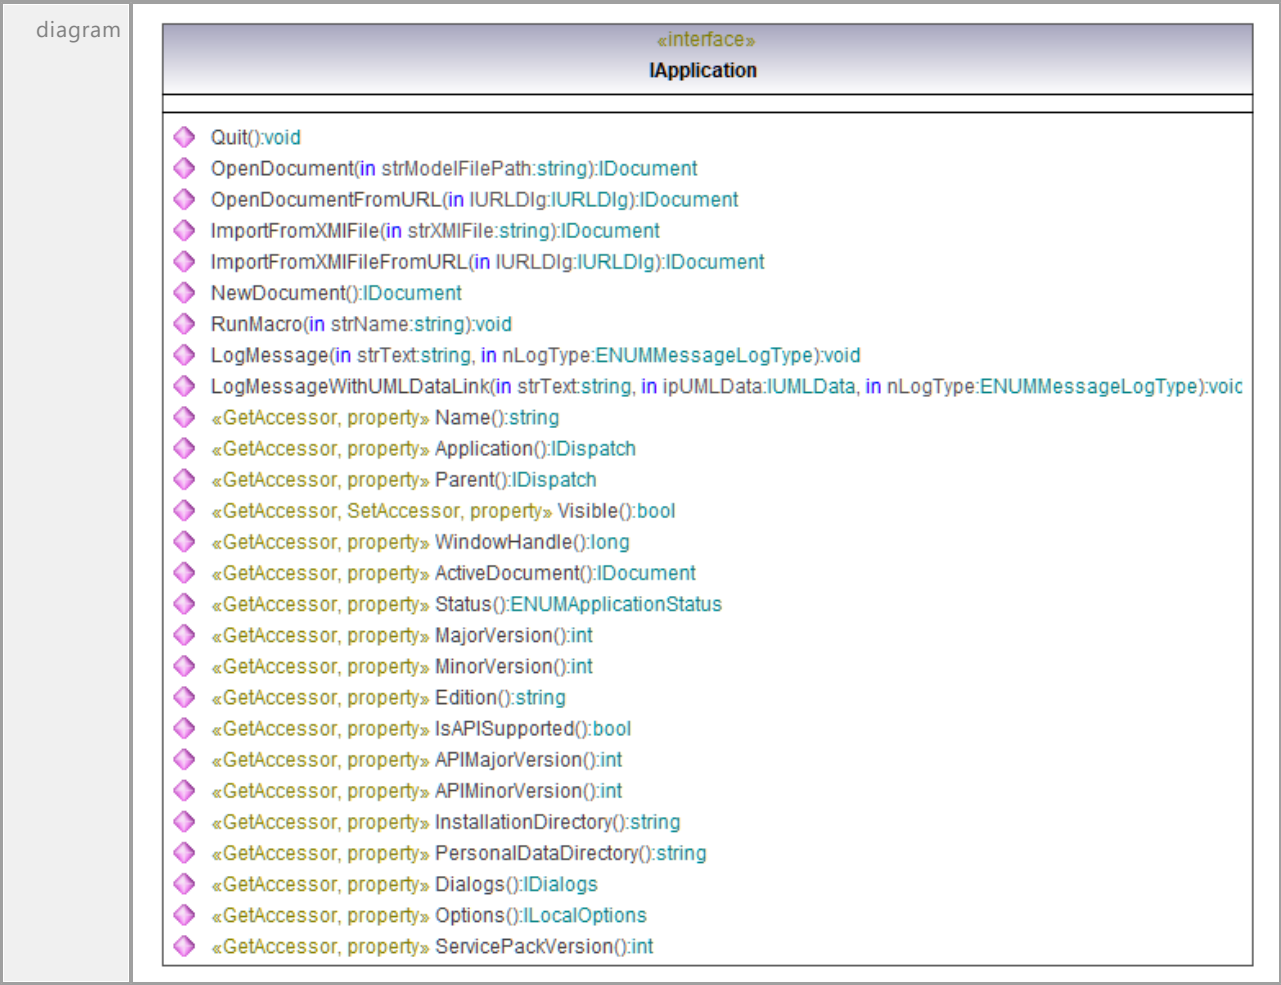 diagram
«interface»
IApplication
Quit():void
OpenDocument(in strModelFilePath:string):IDocument
OpenDocumentFromURL(in IURLDlg:IURLDlg):IDocument
ImportFromXMIFile(in strXMIFile:string):IDocument
ImportFromXMIFileFromURL(in IURLDlg:IURLDlg):IDocument
NewDocument():IDocument
RunMacro(in strName:string):void
LogMessage(in strText:string, in nLogType:ENUMMessageLogType):void
LogMessageWithUMLDataLink(in strText:string, in ipUMLData:IUMLData, in nLogType:ENUMMessageLogType):void
«GetAccessor, property» Name():string
«GetAccessor, property» Application():IDispatch
«GetAccessor, property» Parent():IDispatch
«GetAccessor, SetAccessor, property» Visible():bool
«GetAccessor, property» WindowHandle():long
«GetAccessor, property» ActiveDocument():IDocument
«GetAccessor, property» Status():ENUMApplicationStatus
«GetAccessor, property» MajorVersion():int
«GetAccessor, property» MinorVersion():int
«GetAccessor, property» Edition():string
«GetAccessor, property» IsAPISupported():bool
«GetAccessor, property» APIMajorVersion():int
«GetAccessor, property» APIMinorVersion():int
«GetAccessor, property» InstallationDirectory():string
«GetAccessor, property» PersonalDataDirectory():string
«GetAccessor, property» Dialogs():IDialogs
«GetAccessor, property» Options():ILocalOptions
«GetAccessor, property» ServicePackVersion():int